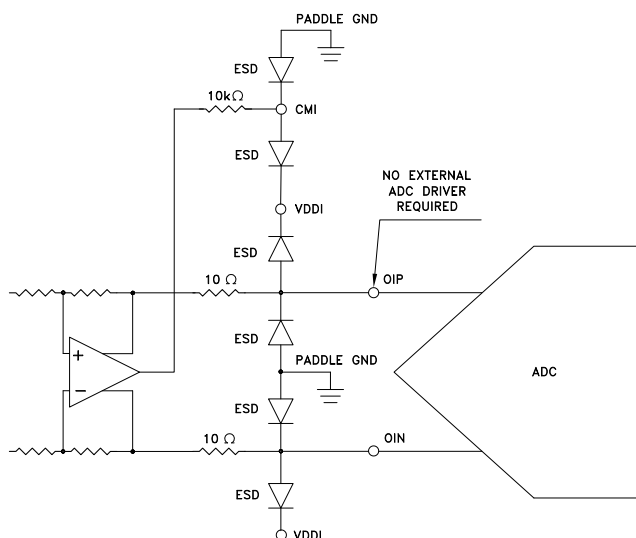 PADDLE GND
ESD
10kΩ
CMI
ESD
NO EXTERNAL
ADC DRIVER
REQUIRED
VDDI
ESD
10 Ω
OIP
+
ESD
PADDLE GND
ADC
−
ESD
10 Ω
OIN
ESD
VDDI